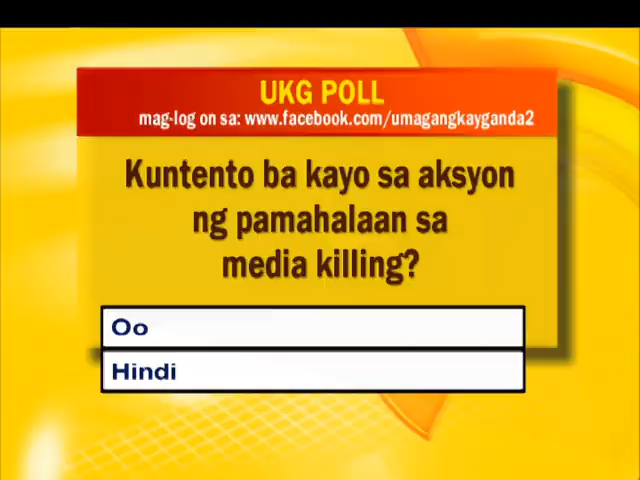 UKG POLL
mag-log on sa: www.facebook.com/umagangkayganda2
Kuntento ba kayo sa aksyon
ng pamahalaan sa
media killing?
Oo
Hindi